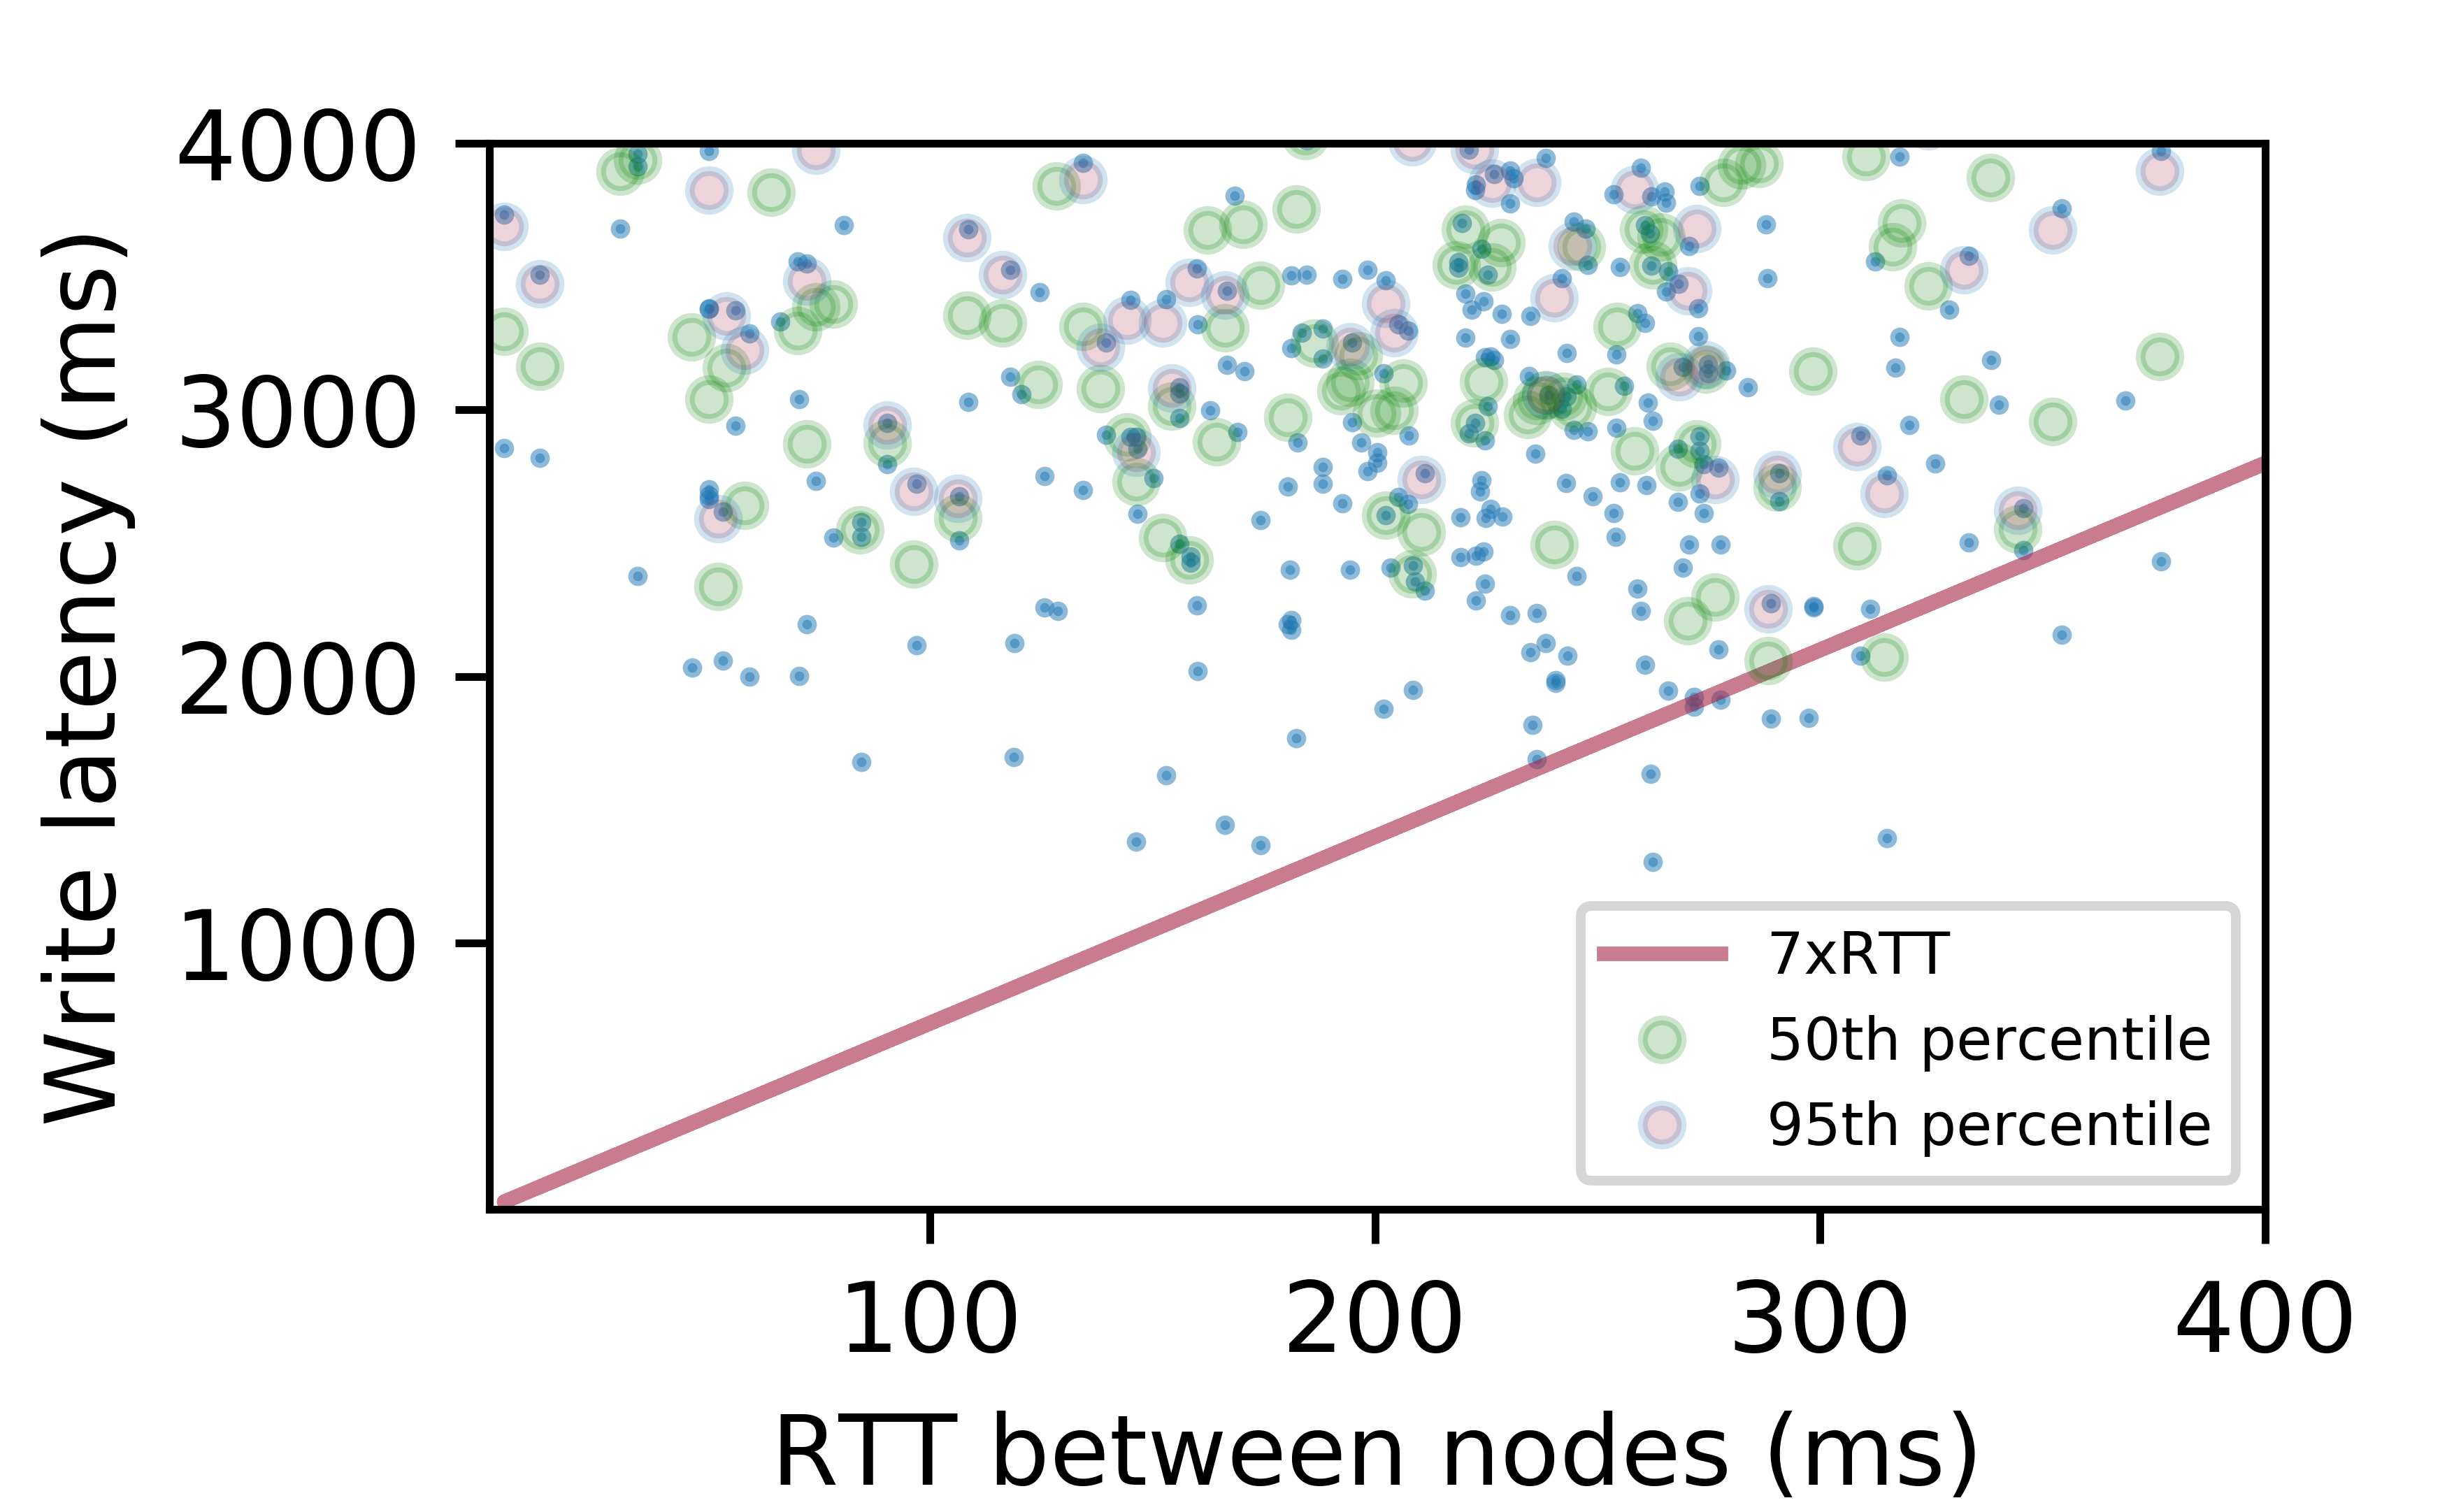 4000
3000
2000
1000
Write latency (ms)
7xRTT
50th percentile
95th percentile
100 200 300 400
RTT between nodes (ms)